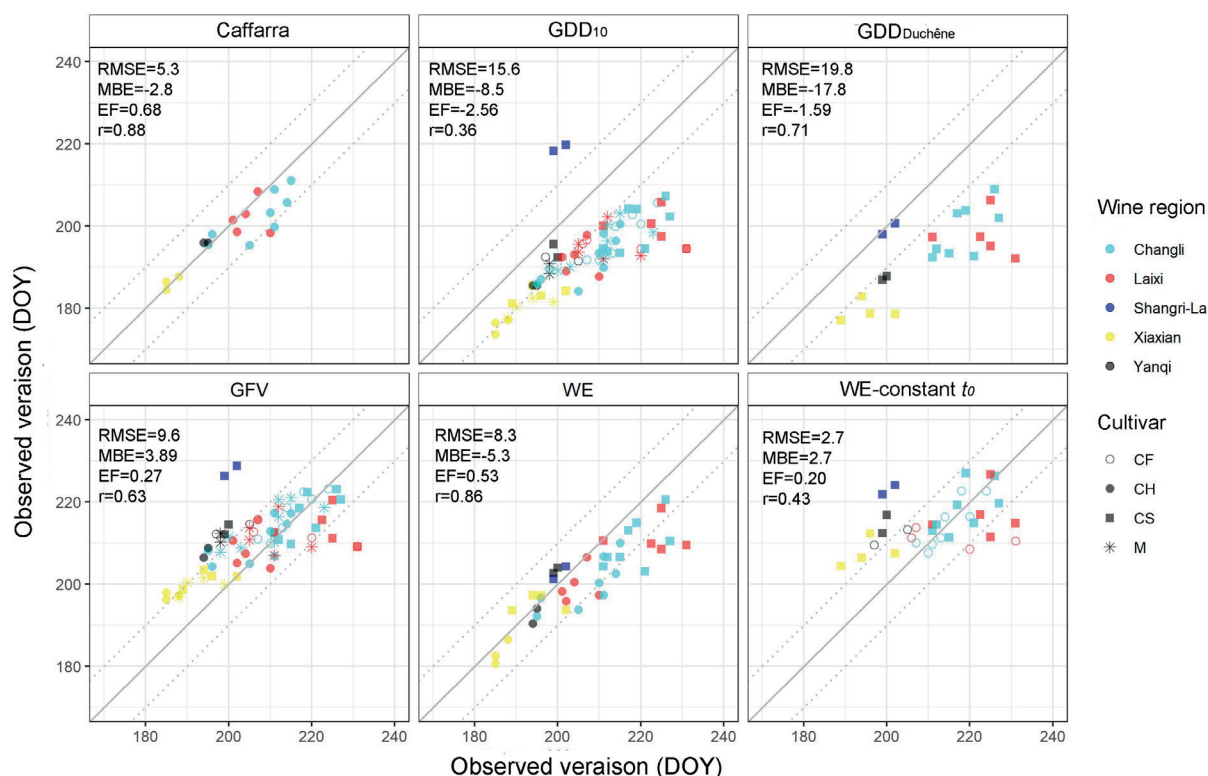 Caffarra
GDD10
GDDDuchêne
RMSE=5.3
MBE=-2.8
EF=0.68
r=0.88
RMSE=15.6
MBE=-8.5
EF=-2.56
r=0.36
RMSE=19.8
MBE=-17.8
EF=-1.59
r=0.71
240
220
200
180
GFV
WE
WE-constant t0
RMSE=9.6
MBE=3.89
EF=0.27
r=0.63
RMSE=8.3
MBE=-5.3
EF=0.53
r=0.86
RMSE=2.7
MBE=2.7
EF=0.20
r=0.43
240
220
200
180
180 200 220 240
180 200 220 240
180 200 220 240
Observed veraison (DOY)
Observed veraison (DOY)
Wine region
Changli
Laixi
Shangri-La
Xiaxian
Yanqi
Cultivar
CF
CH
CS
M